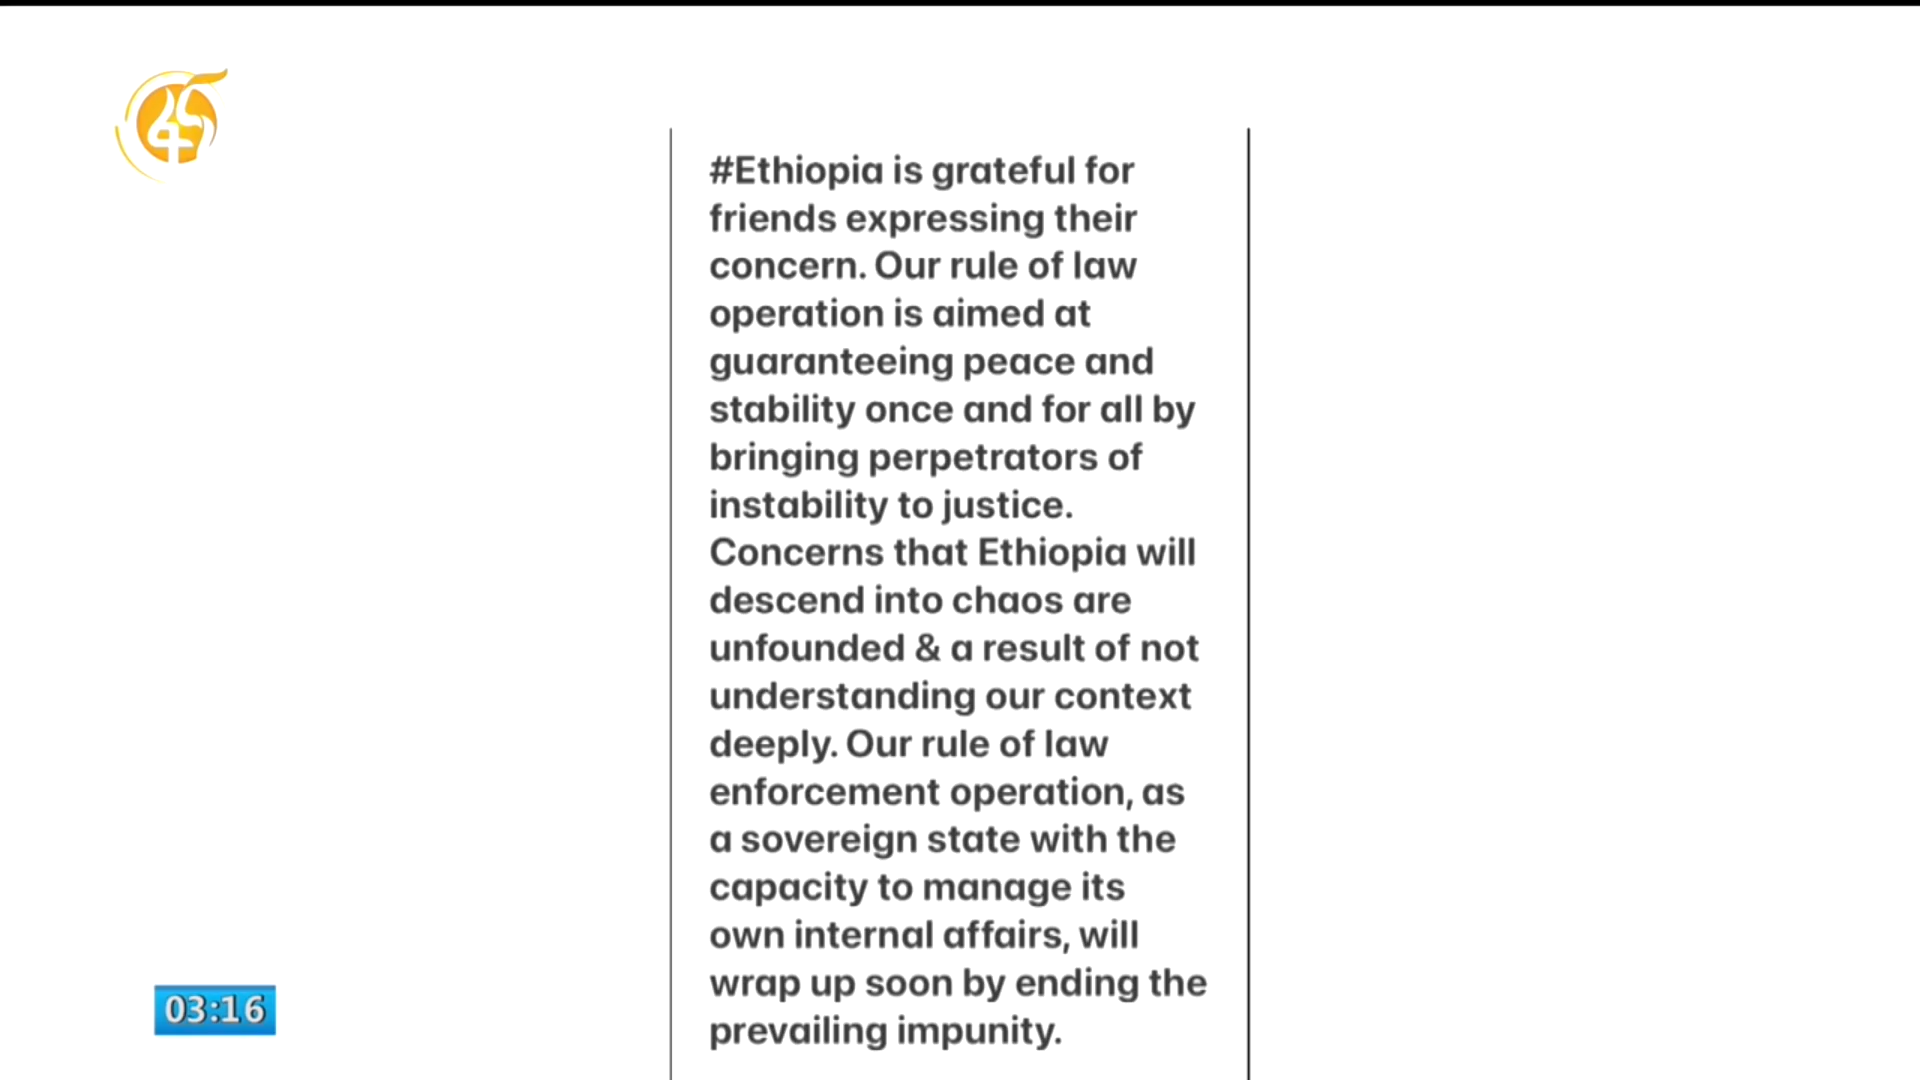 #Ethiopia is grateful for
friends expressing their
concern. Our rule of law
operation is aimed at
guaranteeing peace and
stability once and for all by
bringing perpetrators of
instability to justice.
Concerns that Ethiopia will
descend into chaos are
unfounded & a result of not
understanding our context
deeply. Our rule of law
enforcement operation, as
a sovereign state with the
capacity to manage its
own internal affairs, will
wrap up soon by ending the
prevailing impunity.
03:16